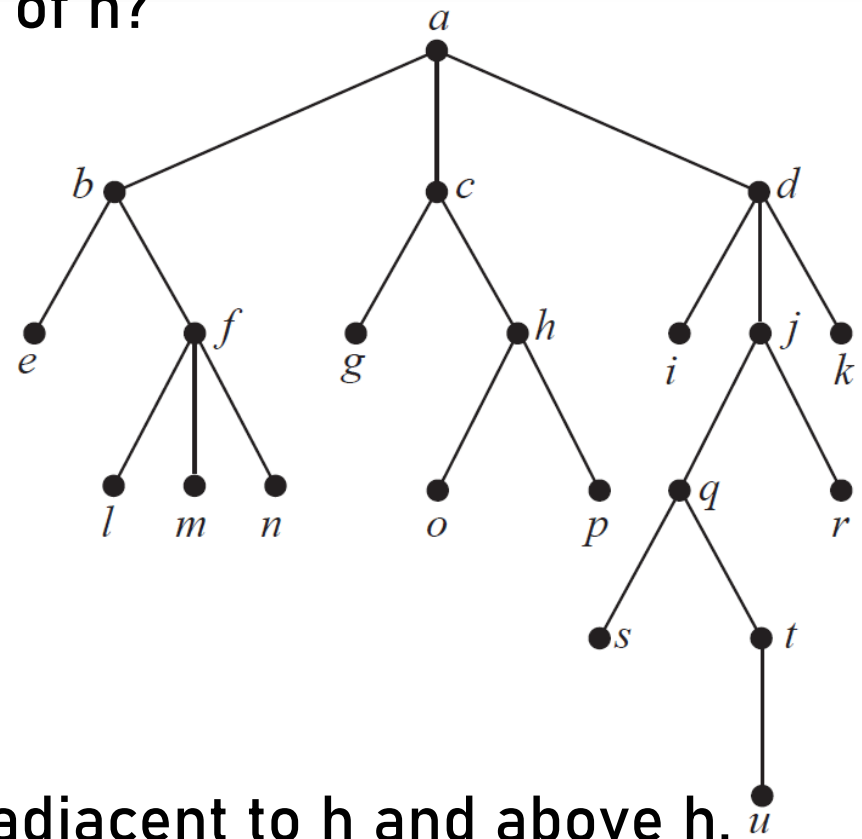 of h?
a
b c d
e f g h i j k
l m n o p q r
s t
adjacent to h and above h.
u